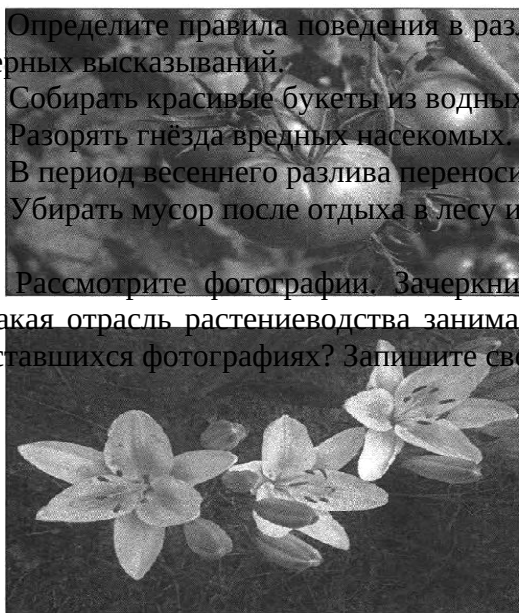 Определите правила поведения в раз
ерных высказываний.
Собирать красивые букеты из водных
Разорять гнёзда вредных насекомых.
В период весеннего разлива переноси
Убирать мусор после отдыха в лесу и
Рассмотрите фотографии. Зачеркни
акая отрасль растениеводства занима
ставшихся фотографиях? Запишите сво